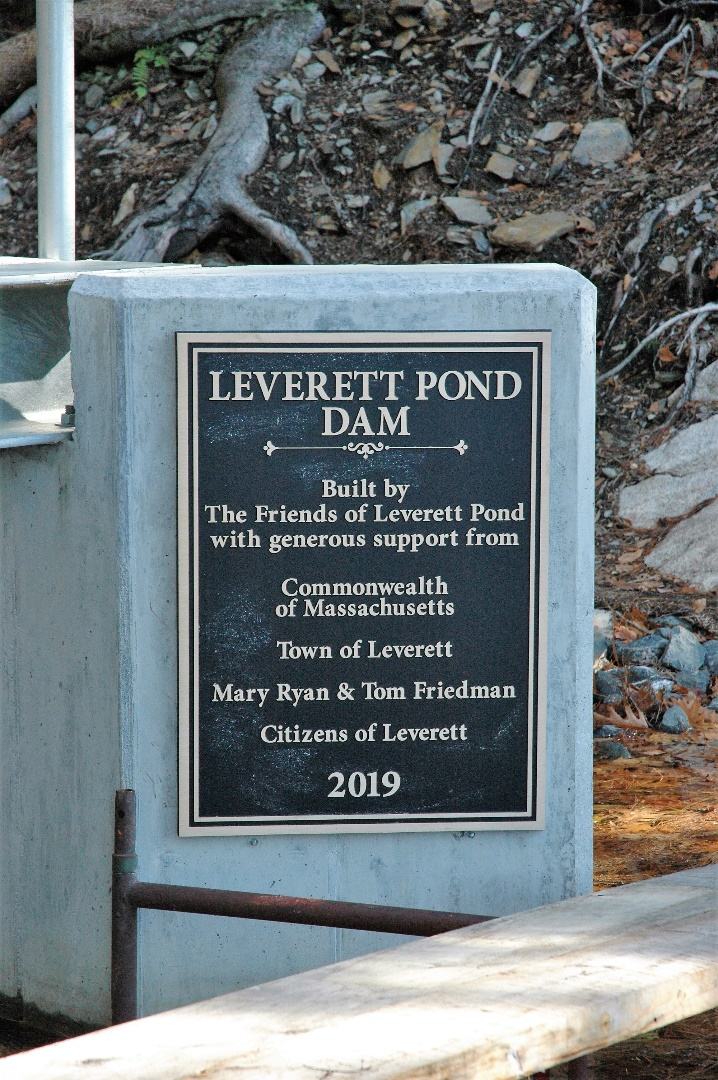 LEVERETT POND
DAM
Built by
The Friends of Leverett Pond
with generous support from
Commonwealth
of Massachusetts
Town of Leverett
Mary Ryan & Tom Friedman
Citizens of Leverett
2019